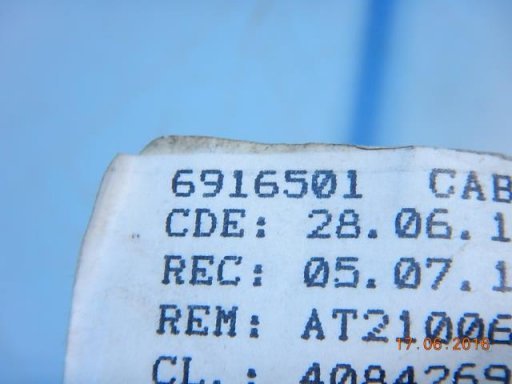 6916501 CAB
CDE: 28.06.1
REC: 05.07.1
REM: AT21006
17 06 2016
CL.: 4084269